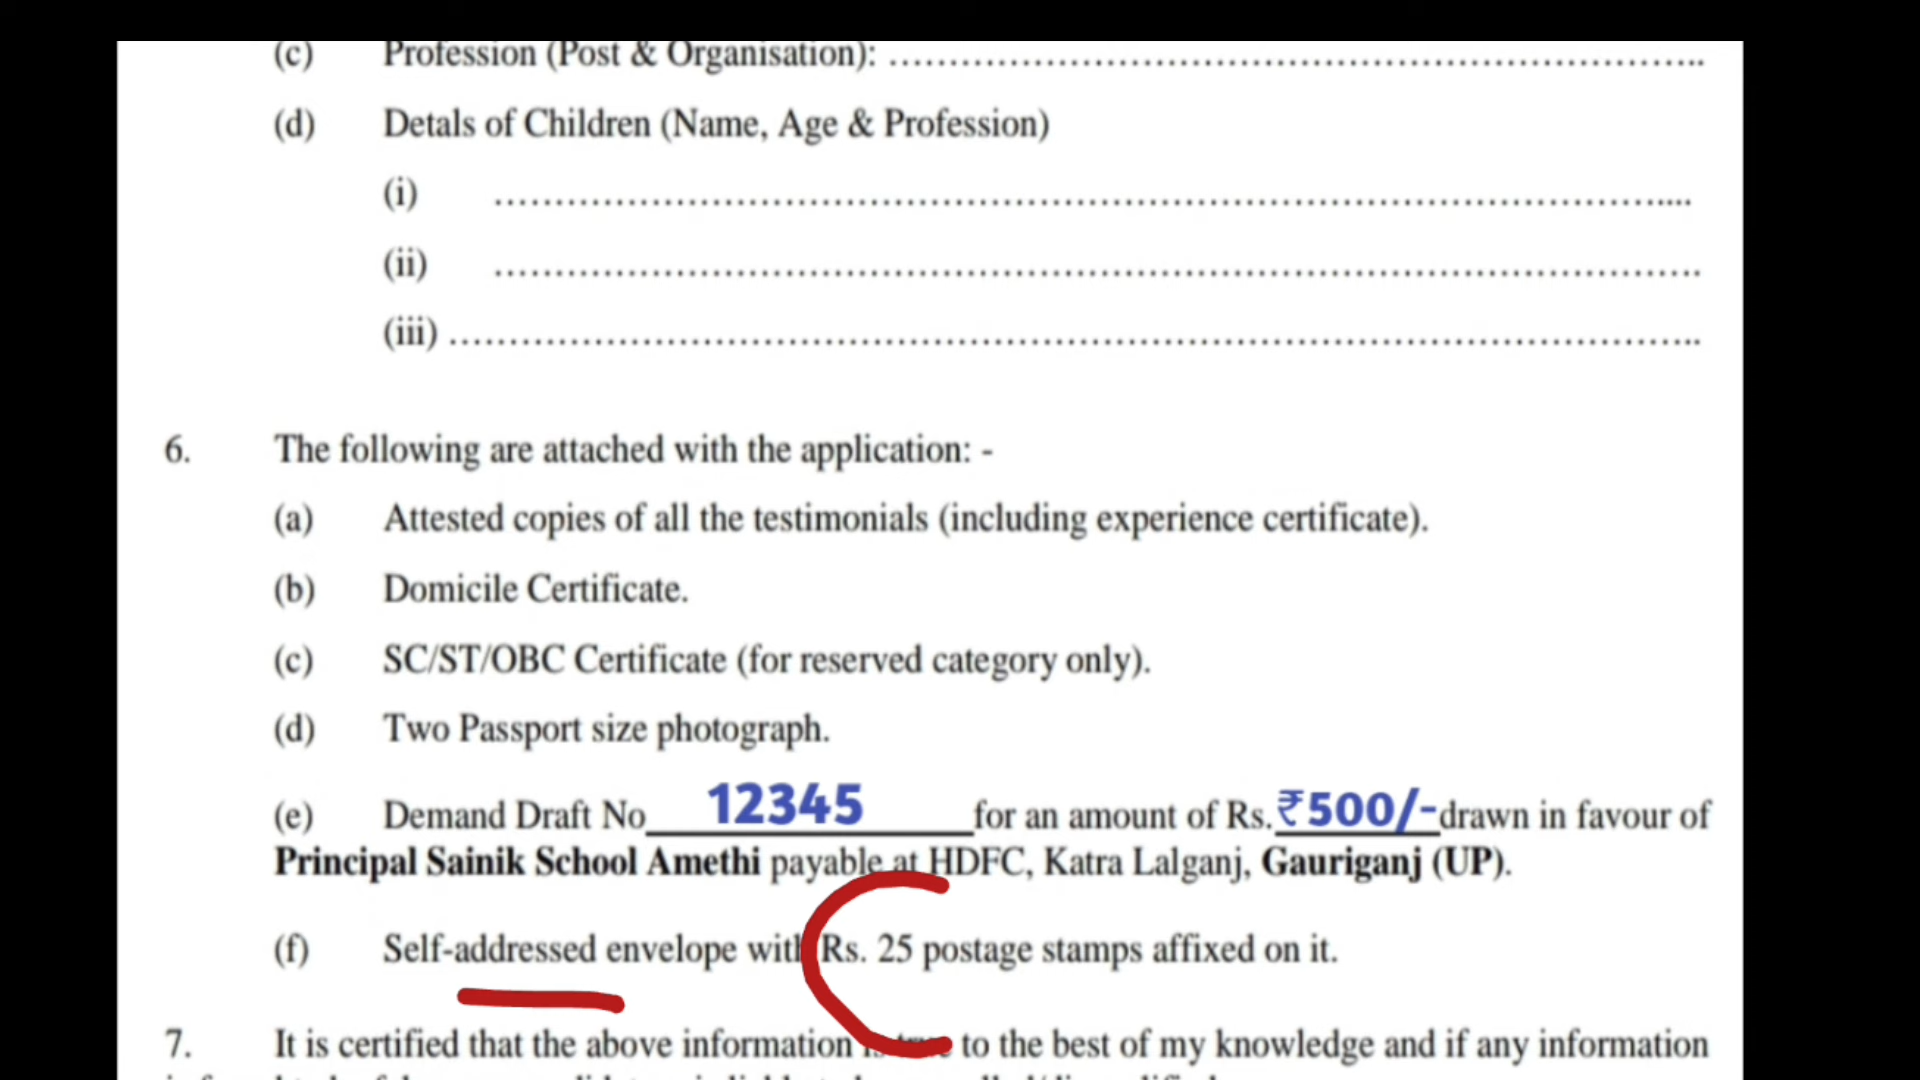 (c) Profession (Post & Organisation): ................................................................................
(d) Detals of Children (Name, Age & Profession)
(i) ................................................................................
(ii) ................................................................................
(iii) ................................................................................
6. The following are attached with the application: -
(a) Attested copies of all the testimonials (including experience certificate).
(b) Domicile Certificate.
(c) SC/ST/OBC Certificate (for reserved category only).
(d) Two Passport size photograph.
(e) Demand Draft No 12345 for an amount of Rs. ₹500/- drawn in favour of
Principal Sainik School Amethi payable at HDFC, Katra Lalganj, Gauriganj (UP).
(f) Self-addressed envelope with Rs. 25 postage stamps affixed on it.
7. It is certified that the above information is true to the best of my knowledge and if any information